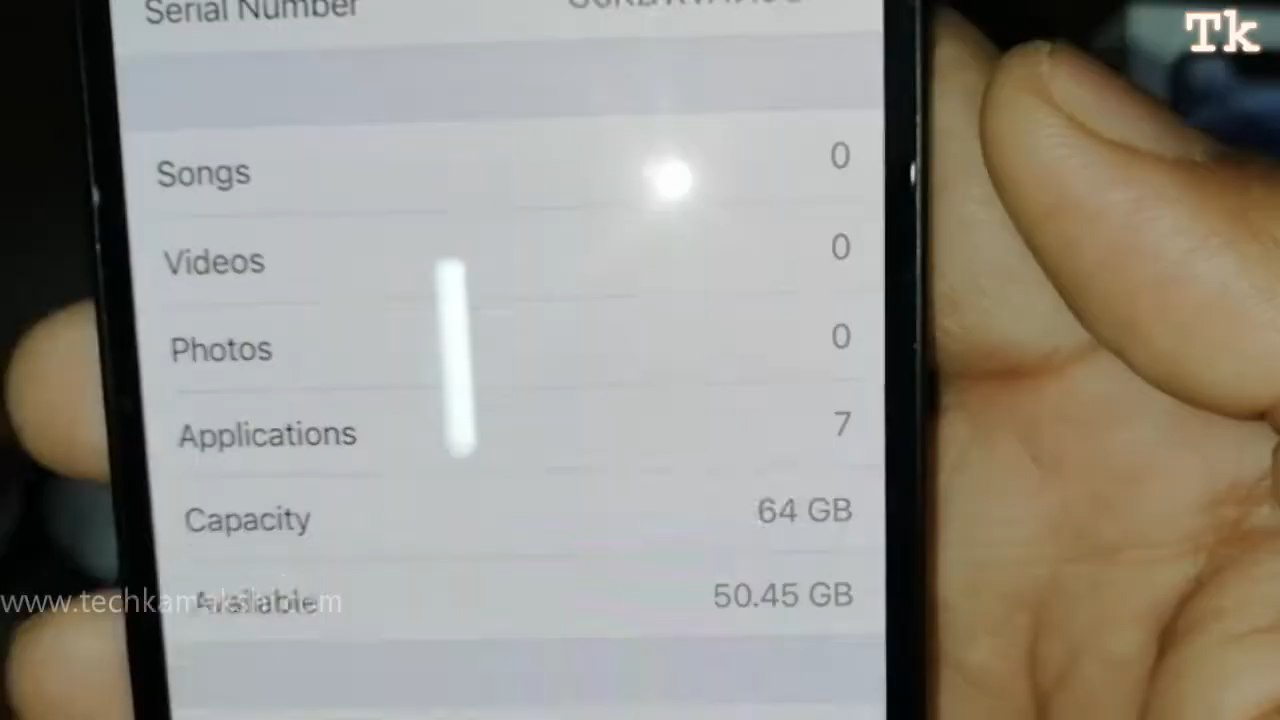 Tk
Serial Number
Songs 0
Videos 0
Photos 0
Applications 7
Capacity 64 GB
Available 50.45 GB